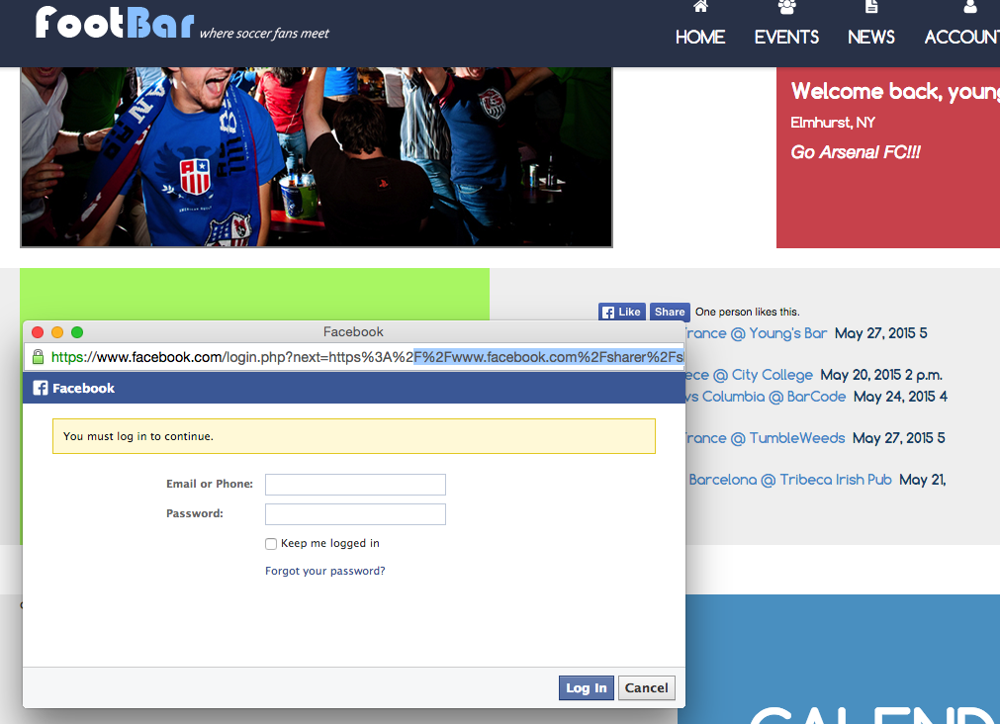 FootBar where soccer fans meet
HOME EVENTS NEWS ACCOUNT
Welcome back, young
Elmhurst, NY
Go Arsenal FC!!!
Like Share One person likes this.
rance @ Young's Bar May 27, 2015 5
ece @ City College May 20, 2015 2 p.m.
vs Columbia @ BarCode May 24, 2015 4
rance @ TumbleWeeds May 27, 2015 5
Barcelona @ Tribeca Irish Pub May 21,
Facebook
https://www.facebook.com/login.php?next=https%3A%2F%2Fwww.facebook.com%2Fsharer%2Fs
Facebook
You must log in to continue.
Email or Phone:
Password:
Keep me logged in
Forgot your password?
Log In Cancel
CALEND